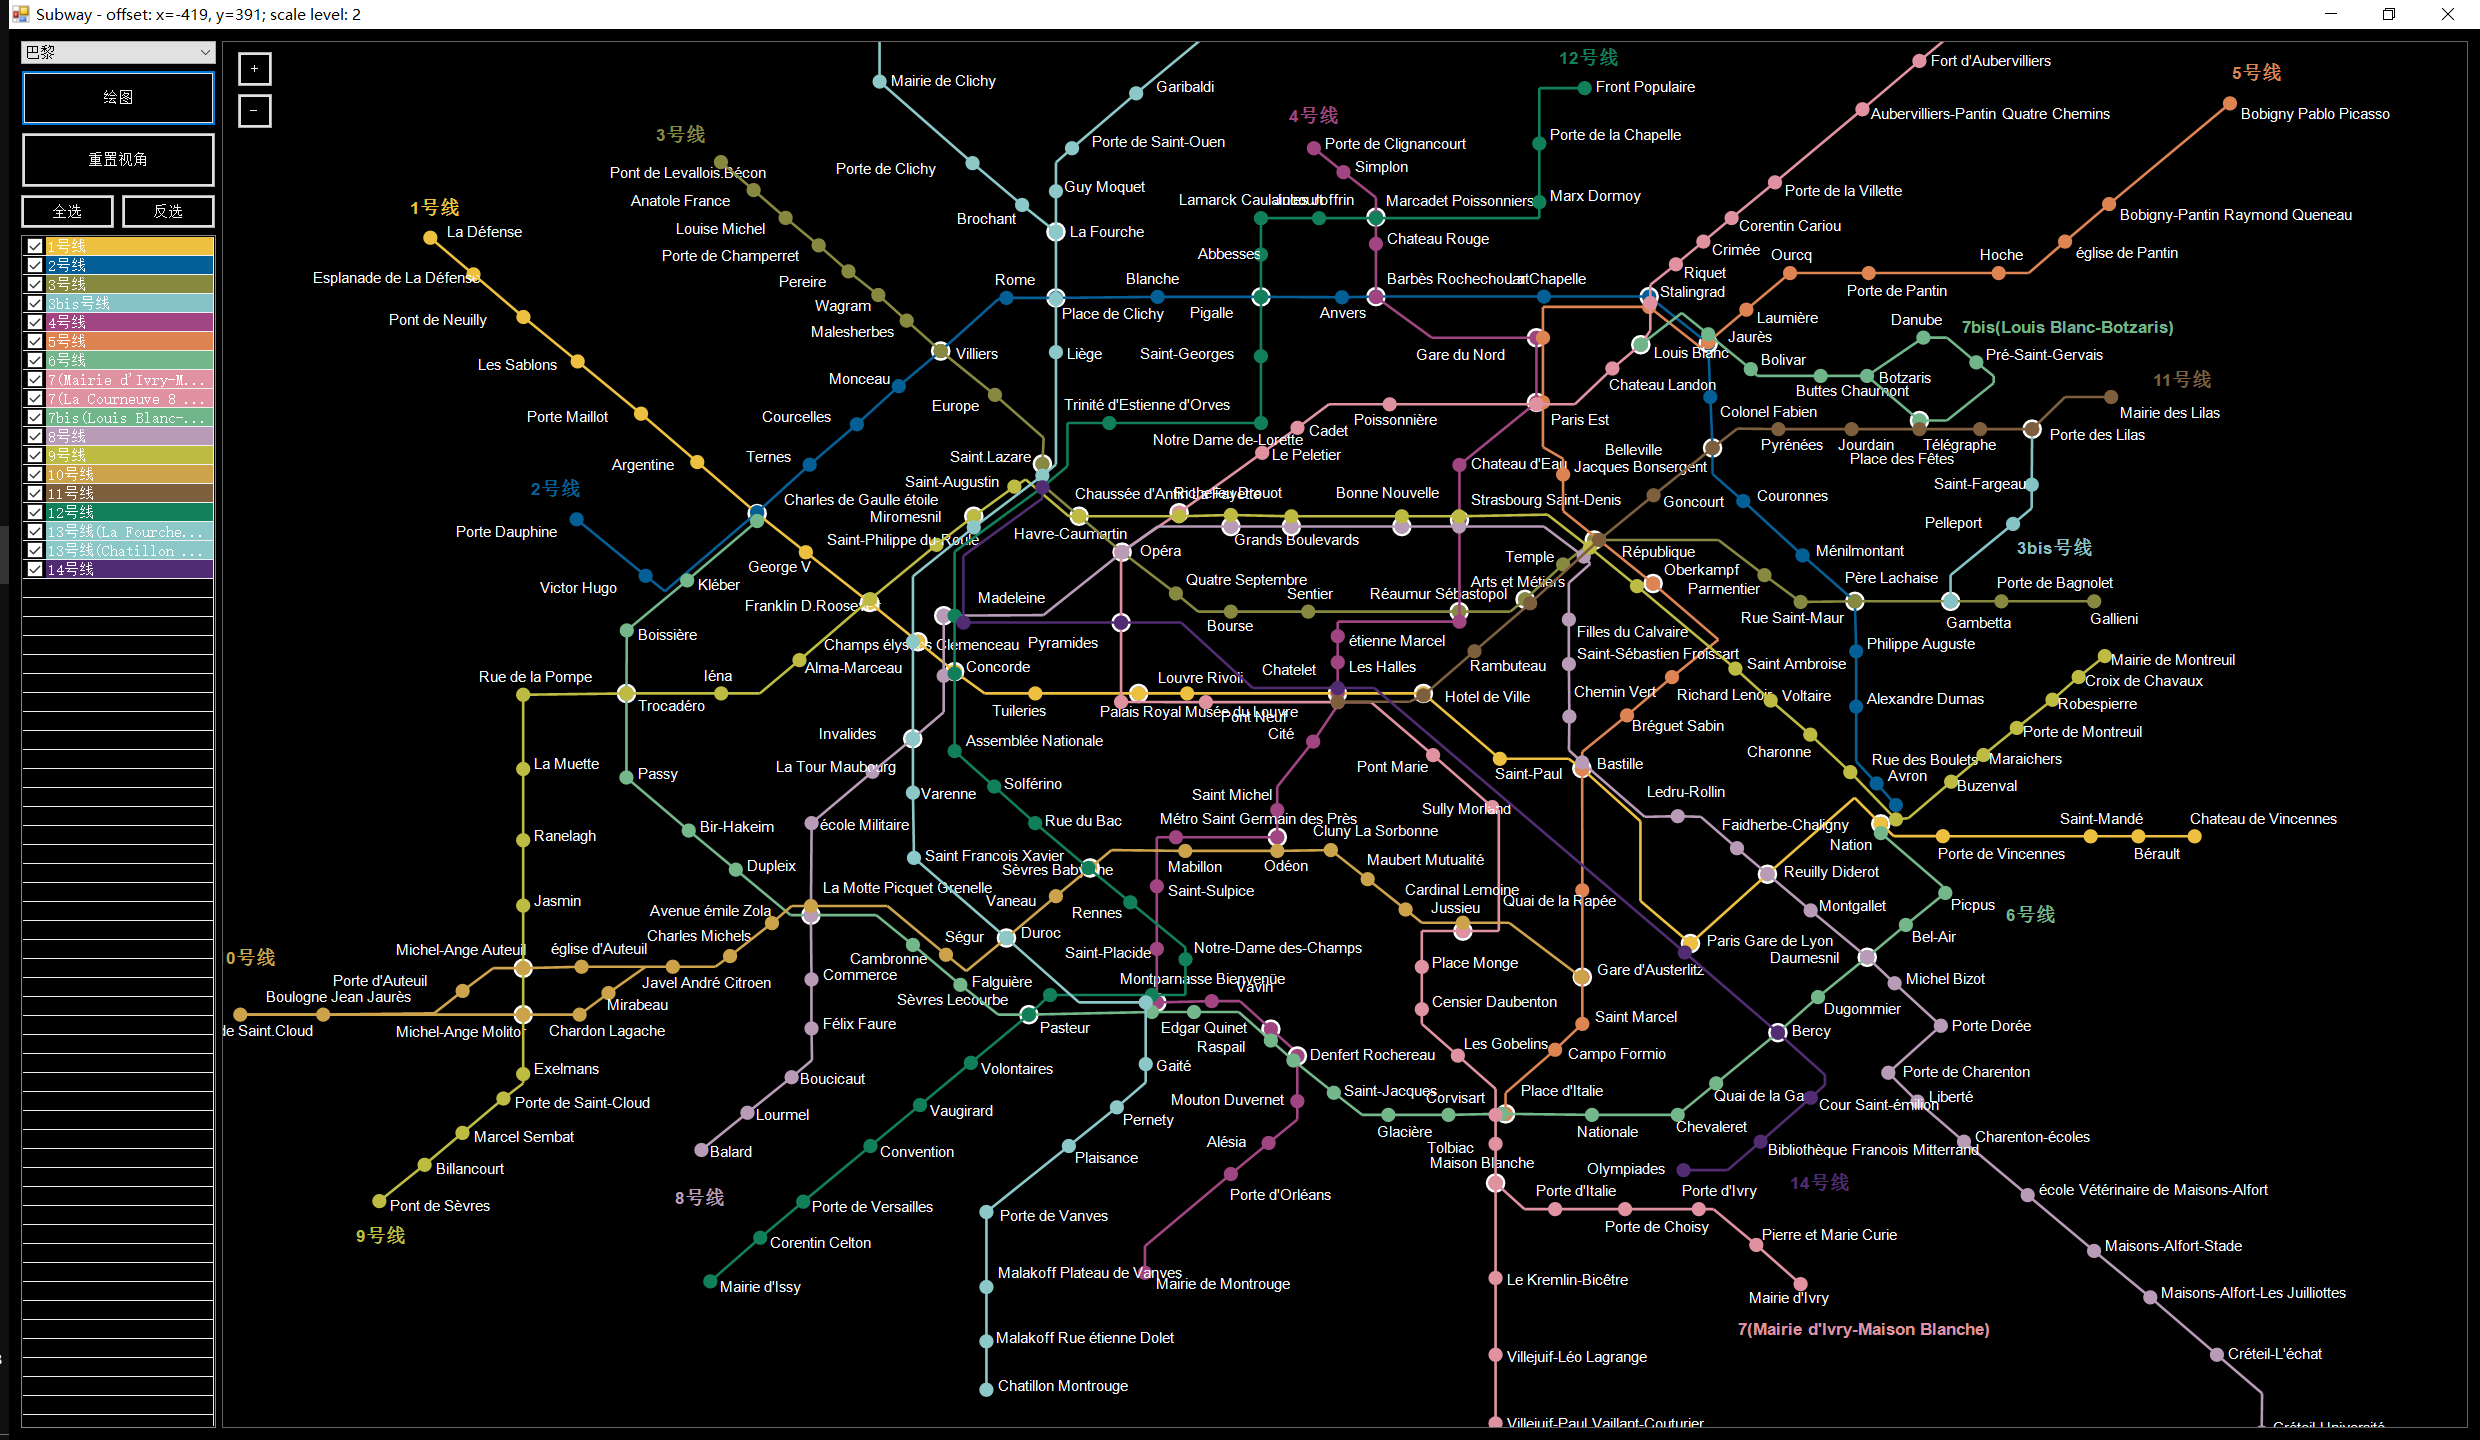 Subway - offset: x=-419, y=391; scale level: 2
巴黎
绘图
重置视角
全选
反选
1号线
2号线
3号线
3bis号线
4号线
5号线
6号线
7(Mairie d'Ivry-M...
7(La Courneuve 8 ...
7bis(Louis Blanc-...
8号线
9号线
10号线
11号线
12号线
13号线(La Fourche...
13号线(Chatillon ...
14号线
+
-
12号线
Fort d'Aubervilliers
5号线
Mairie de Clichy
Garibaldi
Front Populaire
4号线
Aubervilliers-Pantin Quatre Chemins
Bobigny Pablo Picasso
3号线
Porte de Saint-Ouen
Porte de Clignancourt
Porte de la Chapelle
Simplon
Porte de Clichy
Pont de Levallois.Bécon
Guy Moquet
Porte de la Villette
Anatole France
Lamarck Caulaincourt
Jules Joffrin
Marcadet Poissonniers
Marx Dormoy
1号线
Brochant
Bobigny-Pantin Raymond Queneau
Louise Michel
La Défense
La Fourche
Chateau Rouge
Corentin Cariou
Porte de Champerret
Abbesses
Crimée
Ourcq
Hoche
église de Pantin
Esplanade de La Défense
Pereire
Rome
Blanche
Barbès Rochechouart
La Chapelle
Riquet
Stalingrad
Porte de Pantin
Wagram
Place de Clichy
Pigalle
Anvers
Laumière
Danube
7bis(Louis Blanc-Botzaris)
Pont de Neuilly
Malesherbes
Jaurès
Villiers
Liège
Saint-Georges
Gare du Nord
Louis Blanc
Bolivar
Pré-Saint-Gervais
Les Sablons
Monceau
Chateau Landon
Botzaris
11号线
Buttes Chaumont
Europe
Trinité d'Estienne d'Orves
Colonel Fabien
Mairie des Lilas
Porte Maillot
Courcelles
Poissonnière
Paris Est
Notre Dame de-Lorette
Cadet
Porte des Lilas
Belleville
Pyrénées
Jourdain
Télégraphe
Argentine
Ternes
Saint.Lazare
Le Peletier
Chateau d'Eau
Jacques Bonsergent
Place des Fêtes
2号线
Saint-Augustin
Saint-Fargeau
Charles de Gaulle étoile
Chaussée d'Antin La Fayette
Richelieu Drouot
Bonne Nouvelle
Strasbourg Saint-Denis
Goncourt
Couronnes
Miromesnil
Pelleport
Porte Dauphine
Saint-Philippe du Roule
Havre-Caumartin
Grands Boulevards
Opéra
République
Ménilmontant
3bis号线
George V
Temple
Oberkampf
Victor Hugo
Kléber
Quatre Septembre
Arts et Métiers
Parmentier
Père Lachaise
Porte de Bagnolet
Franklin D.Roosevelt
Madeleine
Sentier
Réaumur Sébastopol
Rue Saint-Maur
Gambetta
Gallieni
Boissière
Bourse
Filles du Calvaire
Champs élysées Clemenceau
Pyramides
étienne Marcel
Philippe Auguste
Alma-Marceau
Concorde
Chatelet
Les Halles
Rambuteau
Saint-Sébastien Froissart
Saint Ambroise
Mairie de Montreuil
Rue de la Pompe
Iéna
Louvre Rivoli
Croix de Chavaux
Trocadéro
Tuileries
Palais Royal Musée du Louvre
Pont Neuf
Hotel de Ville
Chemin Vert
Richard Lenoir
Voltaire
Alexandre Dumas
Robespierre
Invalides
Assemblée Nationale
Cité
Bréguet Sabin
Porte de Montreuil
La Muette
La Tour Maubourg
Pont Marie
Saint-Paul
Bastille
Charonne
Rue des Boulets
Maraichers
Passy
Solférino
Avron
Buzenval
Varenne
Saint Michel
Ledru-Rollin
Sully Morland
Bir-Hakeim
école Militaire
Rue du Bac
Métro Saint Germain des Près
Cluny La Sorbonne
Faidherbe-Chaligny
Saint-Mandé
Chateau de Vincennes
Ranelagh
Nation
Porte de Vincennes
Bérault
Saint Francois Xavier
Dupleix
Sèvres Babylone
Mabillon
Odéon
Maubert Mutualité
Reuilly Diderot
La Motte Picquet Grenelle
Saint-Sulpice
Cardinal Lemoine
Jasmin
Vaneau
Jussieu
Quai de la Rapée
Montgallet
Picpus
Avenue émile Zola
Rennes
6号线
Charles Michels
Ségur
Duroc
Bel-Air
Michel-Ange Auteuil
église d'Auteuil
Saint-Placide
Notre-Dame des-Champs
Paris Gare de Lyon
0号线
Cambronne
Daumesnil
Porte d'Auteuil
Javel André Citroen
Commerce
Falguière
Montparnasse Bienvenüe
Place Monge
Gare d'Austerlitz
Michel Bizot
Boulogne Jean Jaurès
Mirabeau
Sèvres Lecourbe
Vavin
Censier Daubenton
Dugommier
de Saint.Cloud
Michel-Ange Molitor
Chardon Lagache
Félix Faure
Pasteur
Edgar Quinet
Saint Marcel
Bercy
Porte Dorée
Raspail
Denfert Rochereau
Les Gobelins
Campo Formio
Exelmans
Volontaires
Gaité
Porte de Charenton
Boucicaut
Saint-Jacques
Corvisart
Place d'Italie
Quai de la Gare
Porte de Saint-Cloud
Lourmel
Vaugirard
Mouton Duvernet
Cour Saint-émilion
Liberté
Pernety
Glacière
Nationale
Chevaleret
Marcel Sembat
Alésia
Tolbiac
Charenton-écoles
Balard
Convention
Plaisance
Maison Blanche
Bibliothèque Francois Mitterrand
Billancourt
Olympiades
14号线
8号线
Porte d'Orléans
Porte d'Italie
Porte d'Ivry
école Vétérinaire de Maisons-Alfort
Pont de Sèvres
Porte de Versailles
Porte de Vanves
Porte de Choisy
9号线
Corentin Celton
Pierre et Marie Curie
Maisons-Alfort-Stade
Mairie d'Issy
Malakoff Plateau de Vanves
Mairie de Montrouge
Le Kremlin-Bicêtre
Mairie d'Ivry
Maisons-Alfort-Les Juilliottes
7(Mairie d'Ivry-Maison Blanche)
Malakoff Rue étienne Dolet
Villejuif-Léo Lagrange
Créteil-L'échat
Chatillon Montrouge
Villejuif-Paul Vaillant-Couturier
Créteil-Université